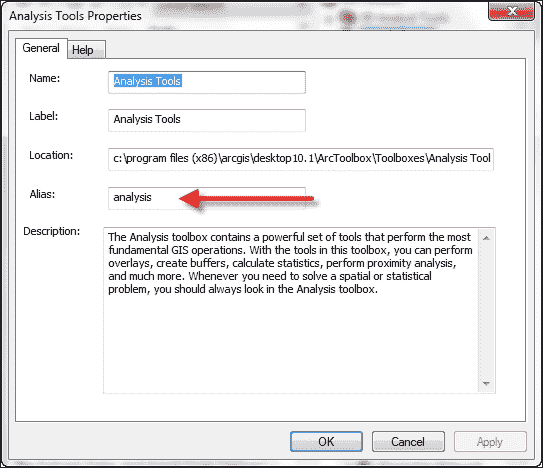 Analysis Tools Properties
General Help
Name: Analysis Tools
Label: Analysis Tools
Location: c:\program files (x86)\arcgis\desktop10.1\ArcToolbox\Toolboxes\Analysis Tool
Alias: analysis
Description: The Analysis toolbox contains a powerful set of tools that perform the most
fundamental GIS operations. With the tools in this toolbox, you can perform
overlays, create buffers, calculate statistics, perform proximity analysis,
and much more. Whenever you need to solve a spatial or statistical
problem, you should always look in the Analysis toolbox.
OK Cancel Apply